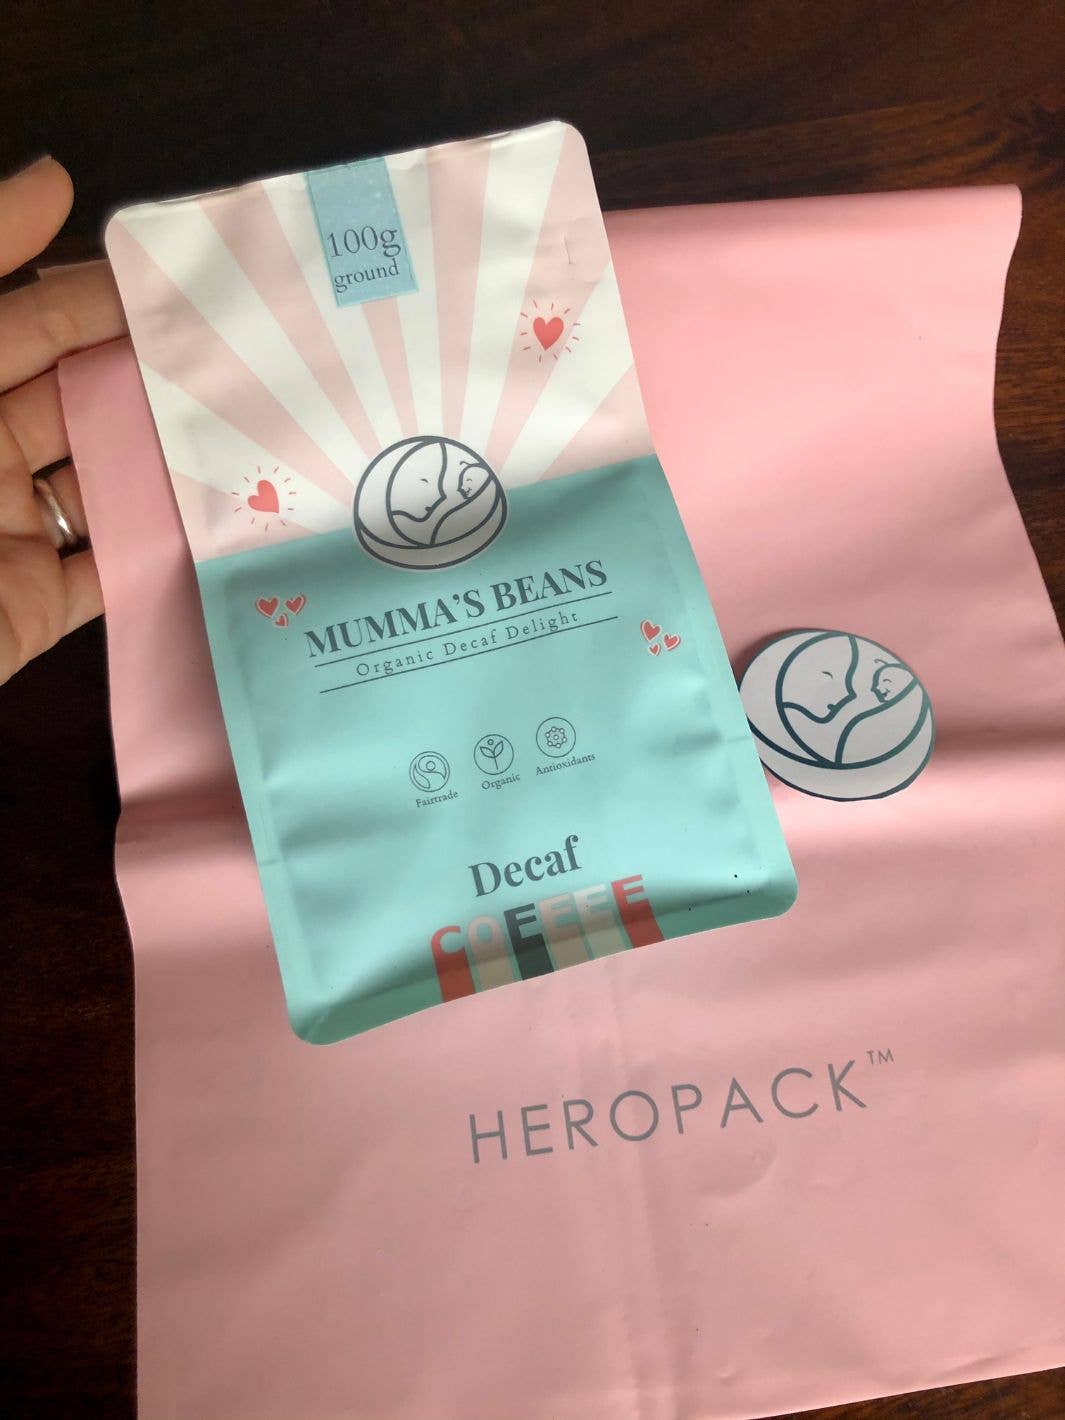 100g
ground
MUMMA'S BEANS
Organic Decaf Delight
Fairtrade
Organic
Antioxidants
Decaf
COFFEE
HEROPACK™